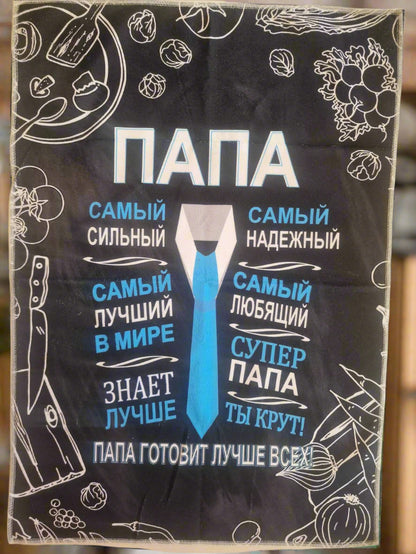 ПАПА
САМЫЙ
СИЛЬНЫЙ
САМЫЙ
НАДЕЖНЫЙ
САМЫЙ
ЛУЧШИЙ
В МИРЕ
САМЫЙ
ЛЮБЯЩИЙ
ЗНАЕТ
ЛУЧШЕ
СУПЕР
ПАПА
ТЫ КРУТ!
ПАПА ГОТОВИТ ЛУЧШЕ ВСЕХ!